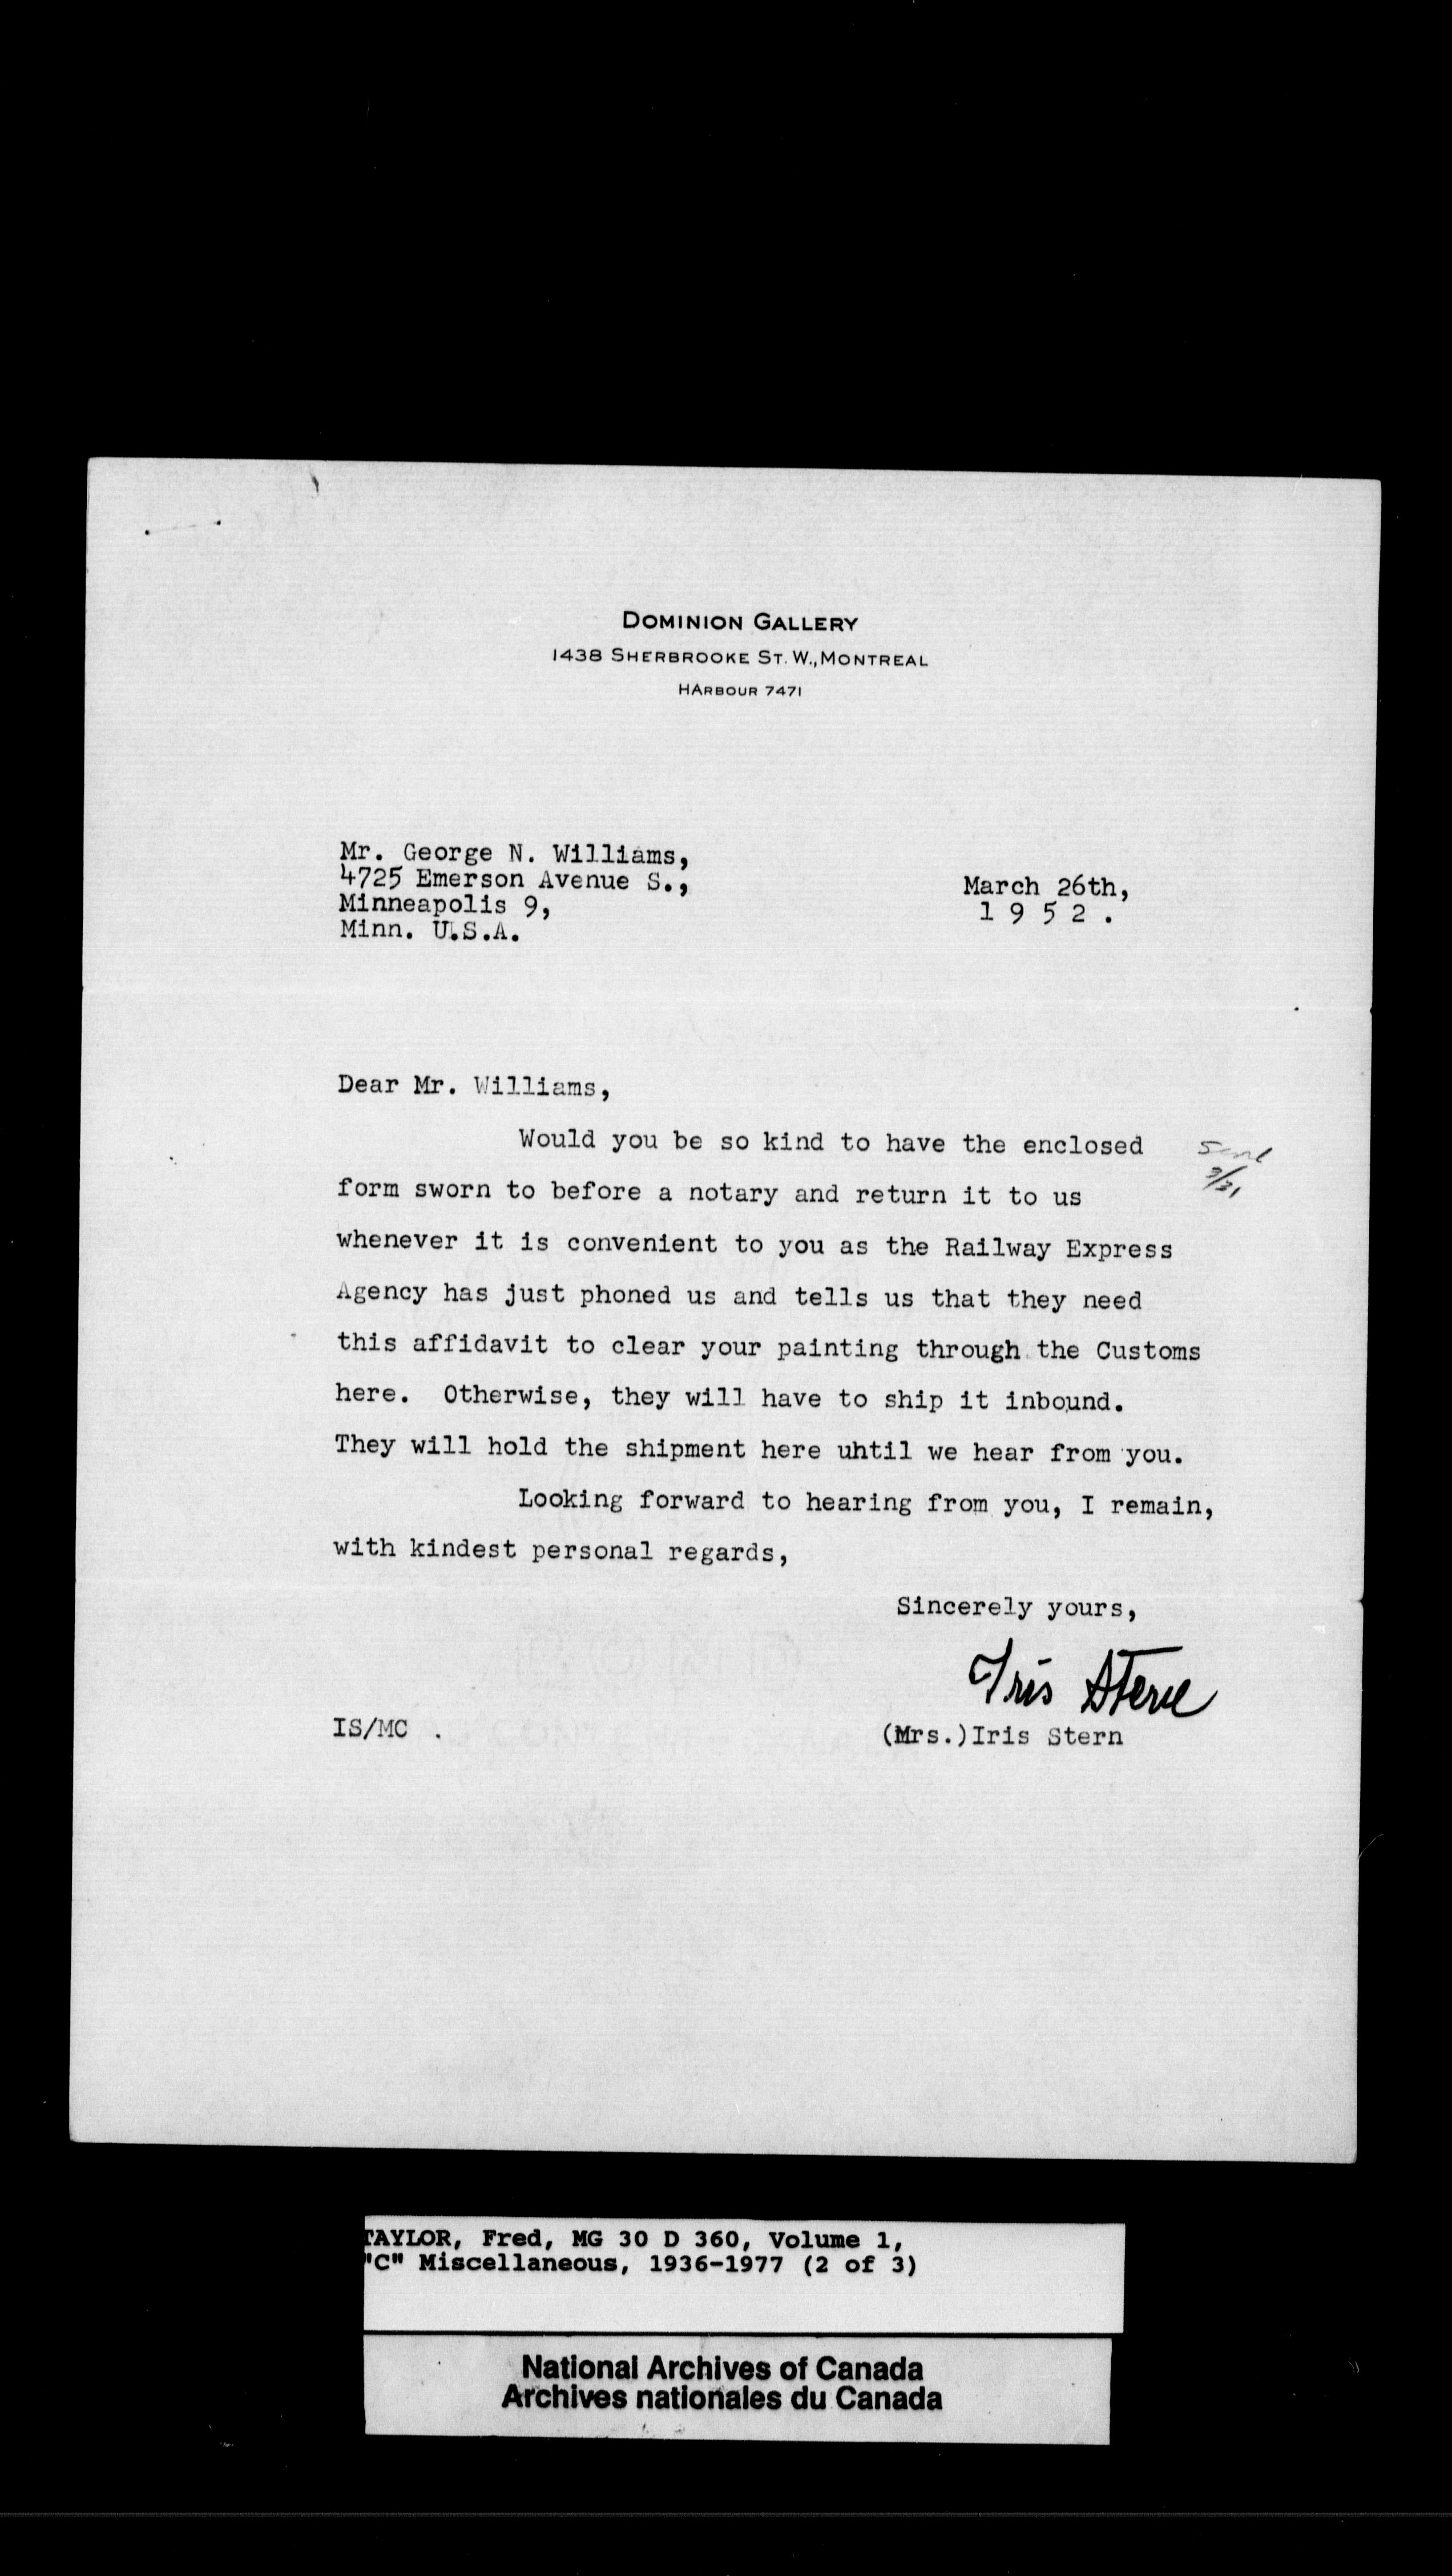 DOMINION GALLERY
1438 SHERBROOKE ST. W., MONTREAL
HARBOUR 7471
Mr. George N. Williams,
4725 Emerson Avenue S.,
Minneapolis 9,
Minn. U.S.A.
March 26th,
1 9 5 2 .
Dear Mr. Williams,
Would you be so kind to have the enclosed
sent
3/31
form sworn to before a notary and return it to us
whenever it is convenient to you as the Railway Express
Agency has just phoned us and tells us that they need
this affidavit to clear your painting through the Customs
here. Otherwise, they will have to ship it inbound.
They will hold the shipment here uhtil we hear from you.
Looking forward to hearing from you, I remain,
with kindest personal regards,
Sincerely yours,
Iris Stern
IS/MC .
(Mrs.)Iris Stern
TAYLOR, Fred, MG 30 D 360, Volume 1,
"C" Miscellaneous, 1936-1977 (2 of 3)
National Archives of Canada
Archives nationales du Canada